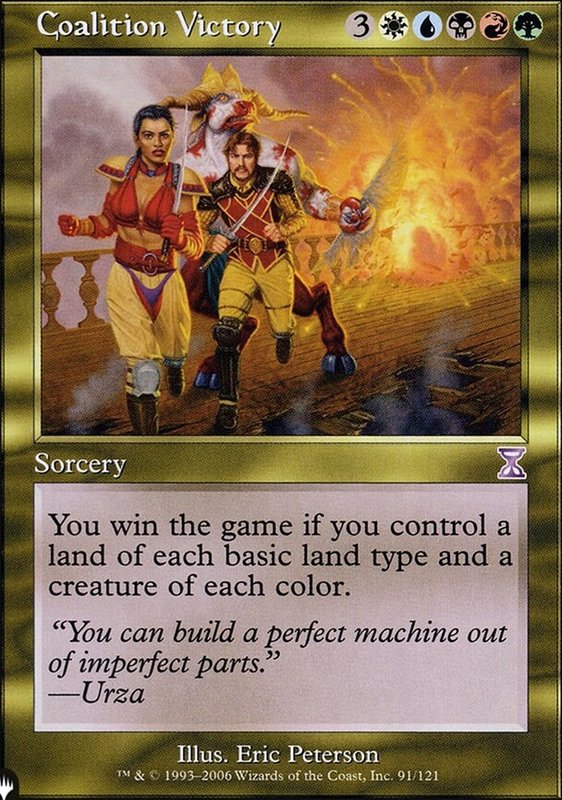 Coalition Victory 3
Sorcery
You win the game if you control a
land of each basic land type and a
creature of each color.
“You can build a perfect machine out
of imperfect parts.”
—Urza
Illus. Eric Peterson
™ & © 1993–2006 Wizards of the Coast, Inc. 91/121